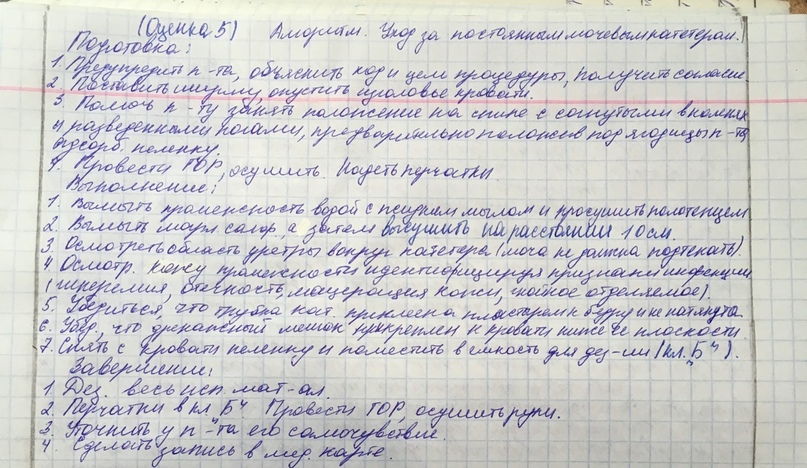 (Оценка 5) Алгоритм. Уход за постоянным мочевым катетером.
Подготовка:
1. Предупредить п-та, объяснить ход и цели процедуры, получить согласие
2. Поставить ширму, опустить изголовье кровати.
3. Помочь п-ту занять положение на спине с согнутыми в коленях
и разведенными ногами, предварительно положив под ягодицы п-та
адсорб. пеленку.
Провести ГОР, осушить. Надеть перчатки.
Выполнение:
1. Вымыть промежность водой с жидким мылом и просушить полотенцем
2. Вымыть марл салф, а затем высушить на расстоянии 10 см.
3. Осмотреть область уретры вокруг катетера (моча не должна подтекать).
4. Осмотр. кожу промежности идентифицируя признаки инфекции
(гиперемия, отечность, мацерация кожи, гнойное отделяемое).
5. Убедиться, что трубка кат. приклеена пластырем к бедру и не натянута.
6. Убед, что дренажный мешок прикреплен к кровати ниже ее плоскости.
7. Снять с кровати пеленку и поместить в емкость для дез-ции (кл. „Б").
Завершение:
1. Дез. весь исп. мат-ал.
2. Перчатки в кл. „Б" Провести ГОР, осушить руки.
3. Уточнить у п-та его самочувствие.
4. Сделать запись в мед. карте.